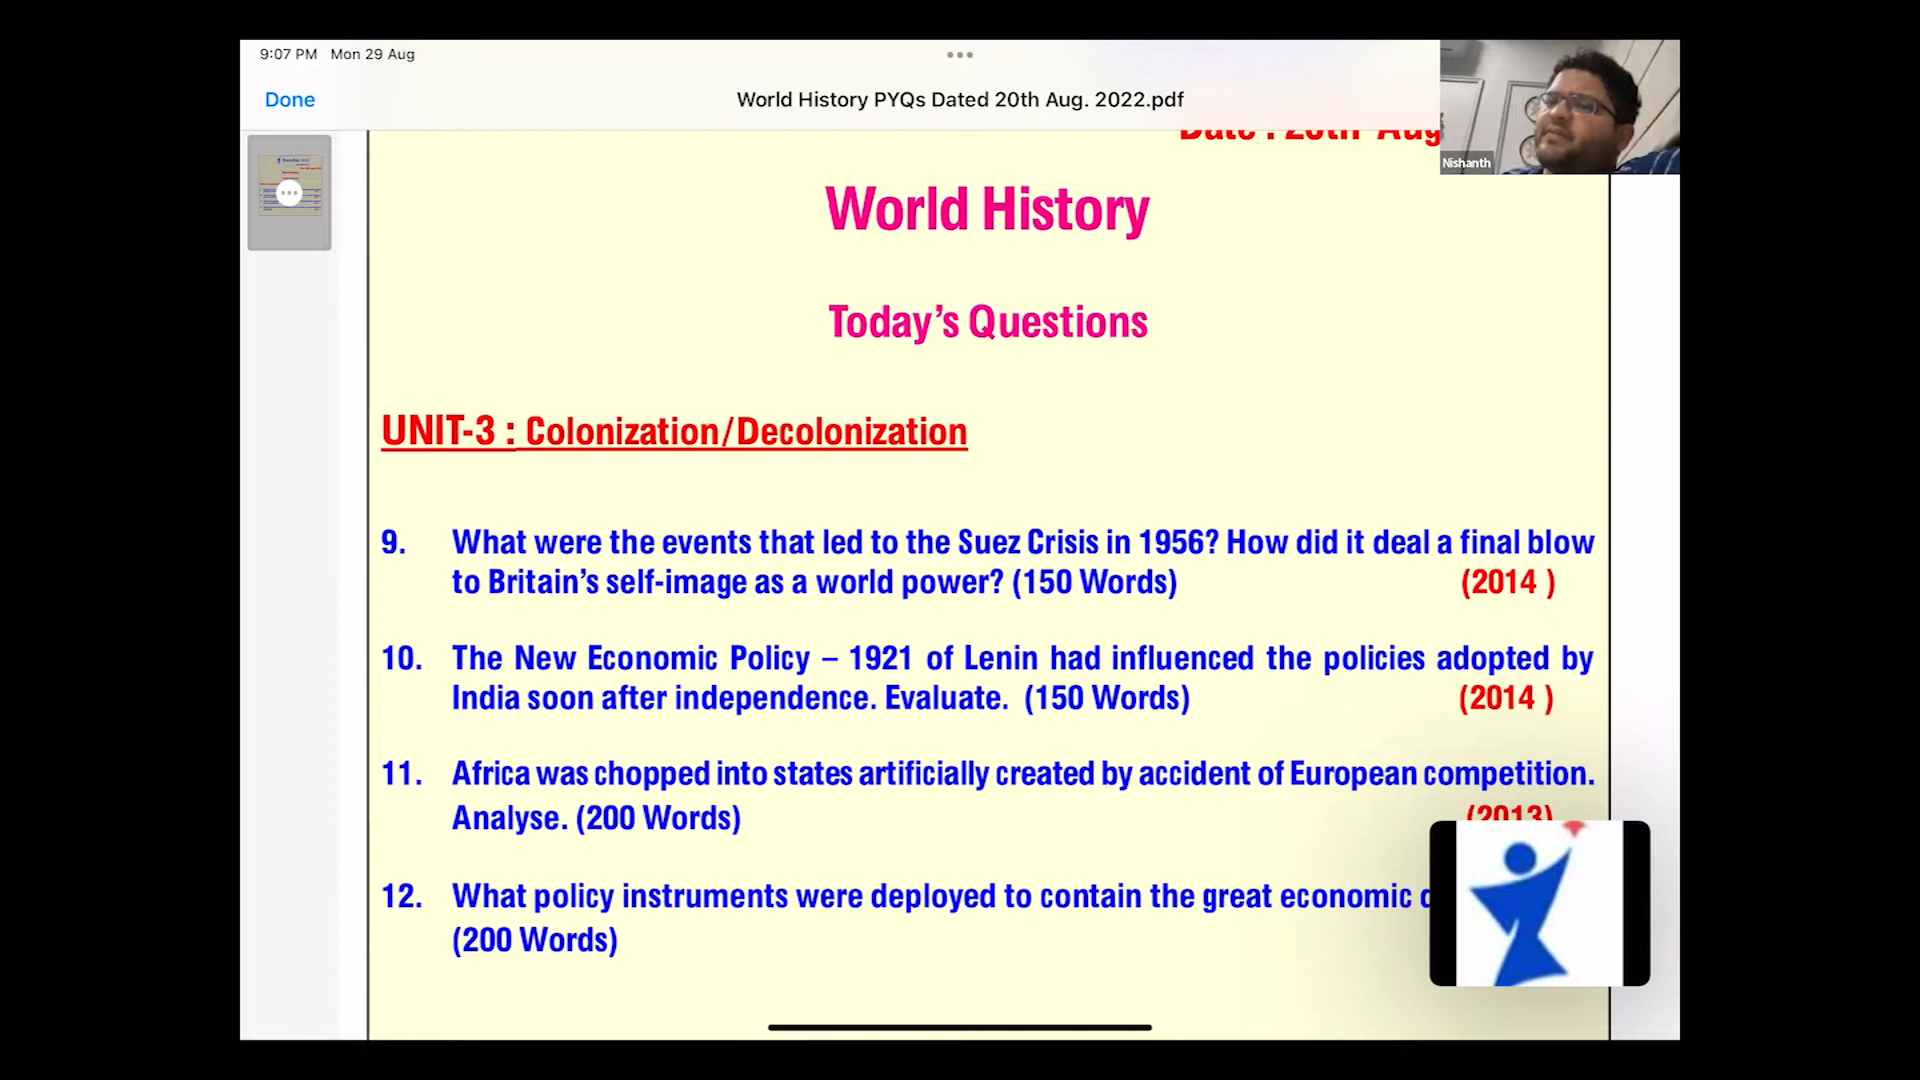 9:07 PM Mon 29 Aug
Done
World History PYQs Dated 20th Aug. 2022.pdf
Nishanth
World History
Today's Questions
UNIT-3 : Colonization/Decolonization
9. What were the events that led to the Suez Crisis in 1956? How did it deal a final blow
to Britain's self-image as a world power? (150 Words) (2014 )
10. The New Economic Policy – 1921 of Lenin had influenced the policies adopted by
India soon after independence. Evaluate. (150 Words) (2014 )
11. Africa was chopped into states artificially created by accident of European competition.
Analyse. (200 Words) (2013)
12. What policy instruments were deployed to contain the great economic
(200 Words)